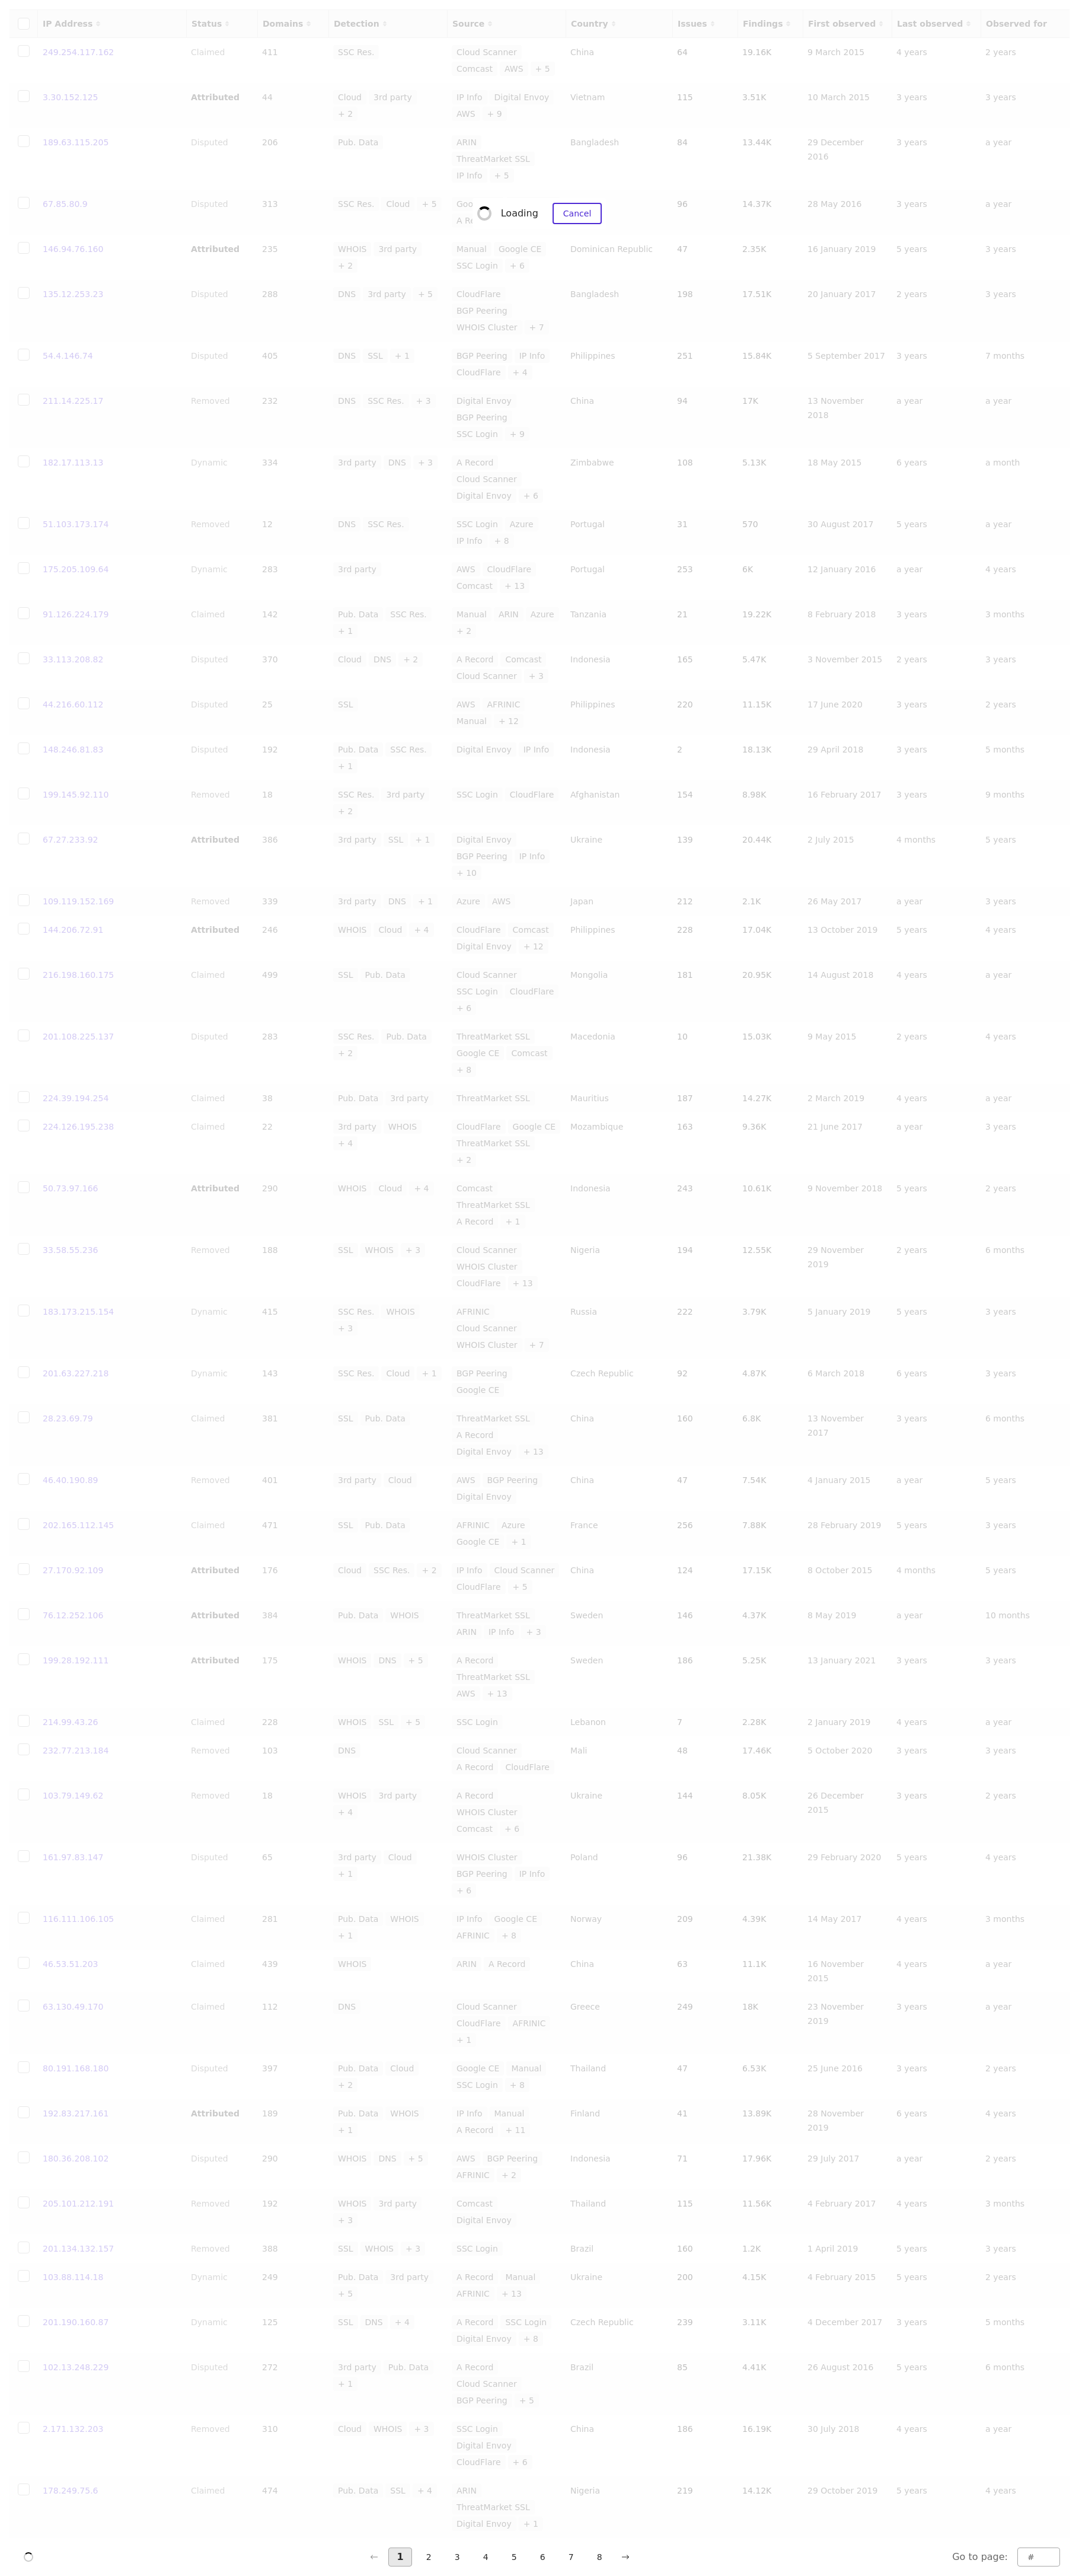 IP Address Status Domains Detection Source Country Issues Findings First observed Last observed Observed for
249.254.117.162 Claimed 411 SSC Res. Cloud Scanner China 64 19.16K 9 March 2015 4 years 2 years
Comcast AWS + 5
3.30.152.125 Attributed 44 Cloud 3rd party IP Info Digital Envoy Vietnam 115 3.51K 10 March 2015 3 years 3 years
+ 2 AWS + 9
189.63.115.205 Disputed 206 Pub. Data ARIN Bangladesh 84 13.44K 29 December 3 years a year
ThreatMarket SSL 2016
IP Info + 5
67.85.80.9 Disputed 313 SSC Res. Cloud + 5 Goo 96 14.37K 28 May 2016 3 years a year
Loading Cancel
A Re
146.94.76.160 Attributed 235 WHOIS 3rd party Manual Google CE Dominican Republic 47 2.35K 16 January 2019 5 years 3 years
+ 2 SSC Login + 6
135.12.253.23 Disputed 288 DNS 3rd party + 5 CloudFlare Bangladesh 198 17.51K 20 January 2017 2 years 3 years
BGP Peering
WHOIS Cluster + 7
54.4.146.74 Disputed 405 DNS SSL + 1 BGP Peering IP Info Philippines 251 15.84K 5 September 2017 3 years 7 months
CloudFlare + 4
211.14.225.17 Removed 232 DNS SSC Res. + 3 Digital Envoy China 94 17K 13 November a year a year
BGP Peering 2018
SSC Login + 9
182.17.113.13 Dynamic 334 3rd party DNS + 3 A Record Zimbabwe 108 5.13K 18 May 2015 6 years a month
Cloud Scanner
Digital Envoy + 6
51.103.173.174 Removed 12 DNS SSC Res. SSC Login Azure Portugal 31 570 30 August 2017 5 years a year
IP Info + 8
175.205.109.64 Dynamic 283 3rd party AWS CloudFlare Portugal 253 6K 12 January 2016 a year 4 years
Comcast + 13
91.126.224.179 Claimed 142 Pub. Data SSC Res. Manual ARIN Azure Tanzania 21 19.22K 8 February 2018 3 years 3 months
+ 1 + 2
33.113.208.82 Disputed 370 Cloud DNS + 2 A Record Comcast Indonesia 165 5.47K 3 November 2015 2 years 3 years
Cloud Scanner + 3
44.216.60.112 Disputed 25 SSL AWS AFRINIC Philippines 220 11.15K 17 June 2020 3 years 2 years
Manual + 12
148.246.81.83 Disputed 192 Pub. Data SSC Res. Digital Envoy IP Info Indonesia 2 18.13K 29 April 2018 3 years 5 months
+ 1
199.145.92.110 Removed 18 SSC Res. 3rd party SSC Login CloudFlare Afghanistan 154 8.98K 16 February 2017 3 years 9 months
+ 2
67.27.233.92 Attributed 386 3rd party SSL + 1 Digital Envoy Ukraine 139 20.44K 2 July 2015 4 months 5 years
BGP Peering IP Info
+ 10
109.119.152.169 Removed 339 3rd party DNS + 1 Azure AWS Japan 212 2.1K 26 May 2017 a year 3 years
144.206.72.91 Attributed 246 WHOIS Cloud + 4 CloudFlare Comcast Philippines 228 17.04K 13 October 2019 5 years 4 years
Digital Envoy + 12
216.198.160.175 Claimed 499 SSL Pub. Data Cloud Scanner Mongolia 181 20.95K 14 August 2018 4 years a year
SSC Login CloudFlare
+ 6
201.108.225.137 Disputed 283 SSC Res. Pub. Data ThreatMarket SSL Macedonia 10 15.03K 9 May 2015 2 years 4 years
+ 2 Google CE Comcast
+ 8
224.39.194.254 Claimed 38 Pub. Data 3rd party ThreatMarket SSL Mauritius 187 14.27K 2 March 2019 4 years a year
224.126.195.238 Claimed 22 3rd party WHOIS CloudFlare Google CE Mozambique 163 9.36K 21 June 2017 a year 3 years
+ 4 ThreatMarket SSL
+ 2
50.73.97.166 Attributed 290 WHOIS Cloud + 4 Comcast Indonesia 243 10.61K 9 November 2018 5 years 2 years
ThreatMarket SSL
A Record + 1
33.58.55.236 Removed 188 SSL WHOIS + 3 Cloud Scanner Nigeria 194 12.55K 29 November 2 years 6 months
WHOIS Cluster 2019
CloudFlare + 13
183.173.215.154 Dynamic 415 SSC Res. WHOIS AFRINIC Russia 222 3.79K 5 January 2019 5 years 3 years
+ 3 Cloud Scanner
WHOIS Cluster + 7
201.63.227.218 Dynamic 143 SSC Res. Cloud + 1 BGP Peering Czech Republic 92 4.87K 6 March 2018 6 years 3 years
Google CE
28.23.69.79 Claimed 381 SSL Pub. Data ThreatMarket SSL China 160 6.8K 13 November 3 years 6 months
A Record 2017
Digital Envoy + 13
46.40.190.89 Removed 401 3rd party Cloud AWS BGP Peering China 47 7.54K 4 January 2015 a year 5 years
Digital Envoy
202.165.112.145 Claimed 471 SSL Pub. Data AFRINIC Azure France 256 7.88K 28 February 2019 5 years 3 years
Google CE + 1
27.170.92.109 Attributed 176 Cloud SSC Res. + 2 IP Info Cloud Scanner China 124 17.15K 8 October 2015 4 months 5 years
CloudFlare + 5
76.12.252.106 Attributed 384 Pub. Data WHOIS ThreatMarket SSL Sweden 146 4.37K 8 May 2019 a year 10 months
ARIN IP Info + 3
199.28.192.111 Attributed 175 WHOIS DNS + 5 A Record Sweden 186 5.25K 13 January 2021 3 years 3 years
ThreatMarket SSL
AWS + 13
214.99.43.26 Claimed 228 WHOIS SSL + 5 SSC Login Lebanon 7 2.28K 2 January 2019 4 years a year
232.77.213.184 Removed 103 DNS Cloud Scanner Mali 48 17.46K 5 October 2020 3 years 3 years
A Record CloudFlare
103.79.149.62 Removed 18 WHOIS 3rd party A Record Ukraine 144 8.05K 26 December 3 years 2 years
+ 4 WHOIS Cluster 2015
Comcast + 6
161.97.83.147 Disputed 65 3rd party Cloud WHOIS Cluster Poland 96 21.38K 29 February 2020 5 years 4 years
+ 1 BGP Peering IP Info
+ 6
116.111.106.105 Claimed 281 Pub. Data WHOIS IP Info Google CE Norway 209 4.39K 14 May 2017 4 years 3 months
+ 1 AFRINIC + 8
46.53.51.203 Claimed 439 WHOIS ARIN A Record China 63 11.1K 16 November 4 years a year
2015
63.130.49.170 Claimed 112 DNS Cloud Scanner Greece 249 18K 23 November 3 years a year
CloudFlare AFRINIC 2019
+ 1
80.191.168.180 Disputed 397 Pub. Data Cloud Google CE Manual Thailand 47 6.53K 25 June 2016 3 years 2 years
+ 2 SSC Login + 8
192.83.217.161 Attributed 189 Pub. Data WHOIS IP Info Manual Finland 41 13.89K 28 November 6 years 4 years
+ 1 A Record + 11 2019
180.36.208.102 Disputed 290 WHOIS DNS + 5 AWS BGP Peering Indonesia 71 17.96K 29 July 2017 a year 2 years
AFRINIC + 2
205.101.212.191 Removed 192 WHOIS 3rd party Comcast Thailand 115 11.56K 4 February 2017 4 years 3 months
+ 3 Digital Envoy
201.134.132.157 Removed 388 SSL WHOIS + 3 SSC Login Brazil 160 1.2K 1 April 2019 5 years 3 years
103.88.114.18 Dynamic 249 Pub. Data 3rd party A Record Manual Ukraine 200 4.15K 4 February 2015 5 years 2 years
+ 5 AFRINIC + 13
201.190.160.87 Dynamic 125 SSL DNS + 4 A Record SSC Login Czech Republic 239 3.11K 4 December 2017 3 years 5 months
Digital Envoy + 8
102.13.248.229 Disputed 272 3rd party Pub. Data A Record Brazil 85 4.41K 26 August 2016 5 years 6 months
+ 1 Cloud Scanner
BGP Peering + 5
2.171.132.203 Removed 310 Cloud WHOIS + 3 SSC Login China 186 16.19K 30 July 2018 4 years a year
Digital Envoy
CloudFlare + 6
178.249.75.6 Claimed 474 Pub. Data SSL + 4 ARIN Nigeria 219 14.12K 29 October 2019 5 years 4 years
ThreatMarket SSL
Digital Envoy + 1
← 1 2 3 4 5 6 7 8 → Go to page: #